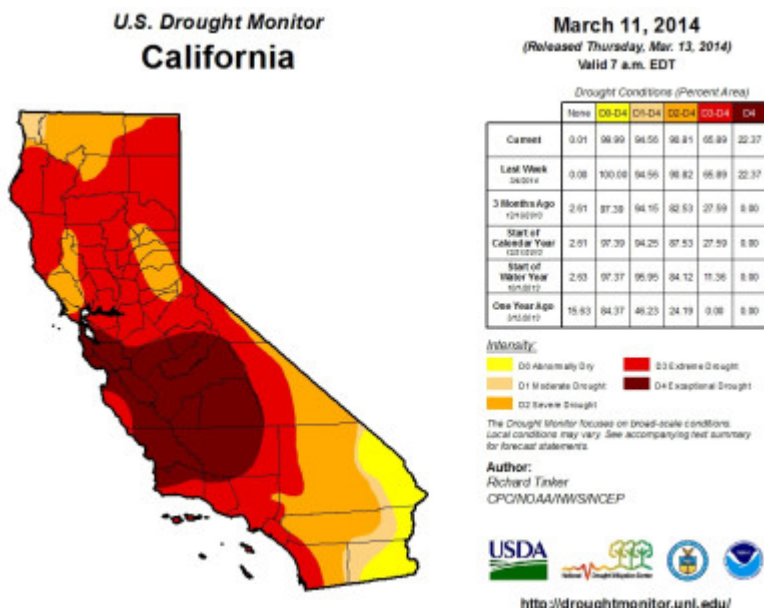 U.S. Drought Monitor
California
March 11, 2014
(Released Thursday, Mar. 13, 2014)
Valid 7 a.m. EDT
Drought Conditions (Percent Area)
None D0-D4 D1-D4 D2-D4 D3-D4 D4
Current 0.01 99.99 94.56 90.81 65.89 22.37
Last Week 0.00 100.00 94.56 90.82 65.89 22.37
3 Months Ago 2.61 97.39 94.15 82.53 27.59 0.00
Start of
Calendar Year 2.61 97.39 94.25 87.53 27.59 0.00
Start of
Water Year 2.63 97.37 95.95 84.12 11.36 0.00
One Year Ago 15.63 84.37 46.23 24.19 0.00 0.00
Intensity:
D0 Abnormally Dry
D1 Moderate Drought
D2 Severe Drought
D3 Extreme Drought
D4 Exceptional Drought
The Drought Monitor focuses on broad-scale conditions.
Local conditions may vary. See accompanying text summary
for forecast statements.
Author:
Richard Tinker
CPC/NOAA/NWS/NCEP
USDA
National Drought Mitigation Center
http://droughtmonitor.unl.edu/